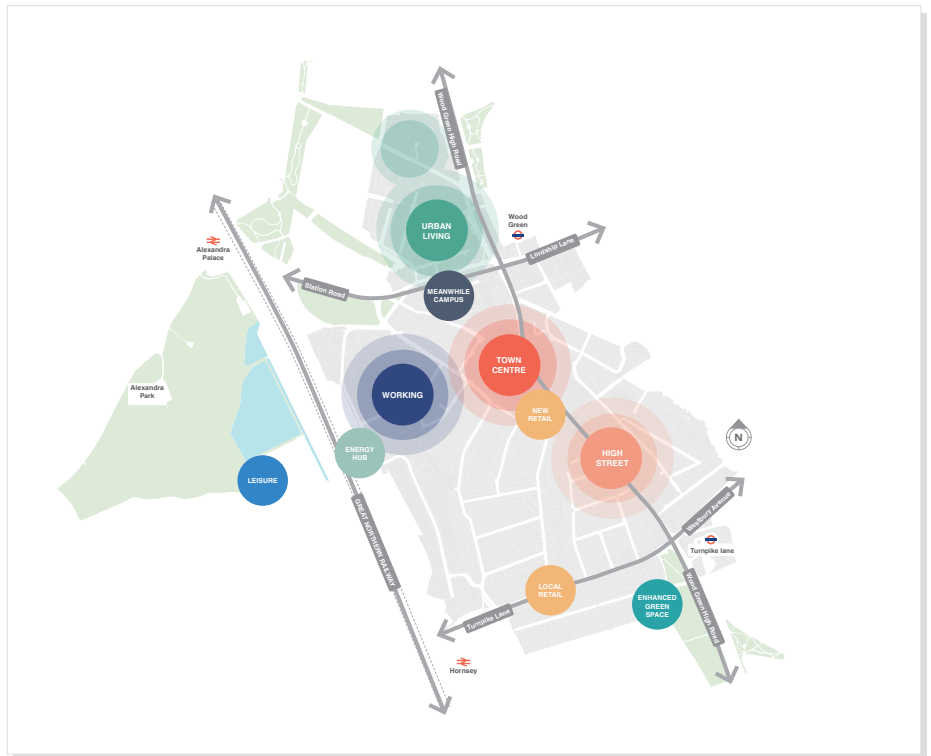 Wood Green High Road
URBAN
LIVING
Wood
Green
Lordship Lane
Alexandra
Palace
Station Road
MEANWHILE
CAMPUS
TOWN
CENTRE
WORKING
Alexandra
Park
NEW
RETAIL
N
ENERGY
HUB
HIGH
STREET
LEISURE
GREAT NORTHERN RAILWAY
Westbury Avenue
Turnpike lane
LOCAL
RETAIL
ENHANCED
GREEN
SPACE
Wood Green High Road
Turnpike Lane
Hornsey